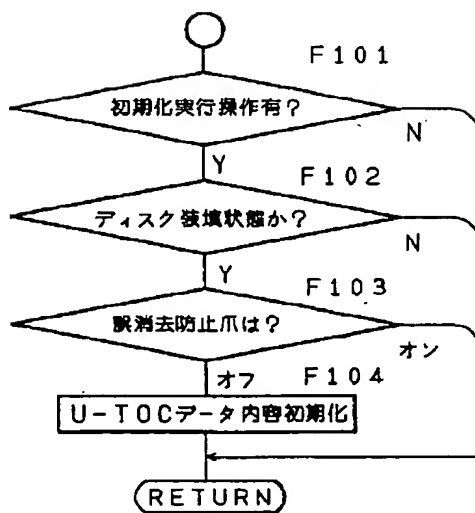 F101
初期化実行操作有?
N
Y
F102
ディスク装填状態か?
N
Y
F103
誤消去防止爪は?
オン
オフ
F104
U-TOCデータ内容初期化
RETURN